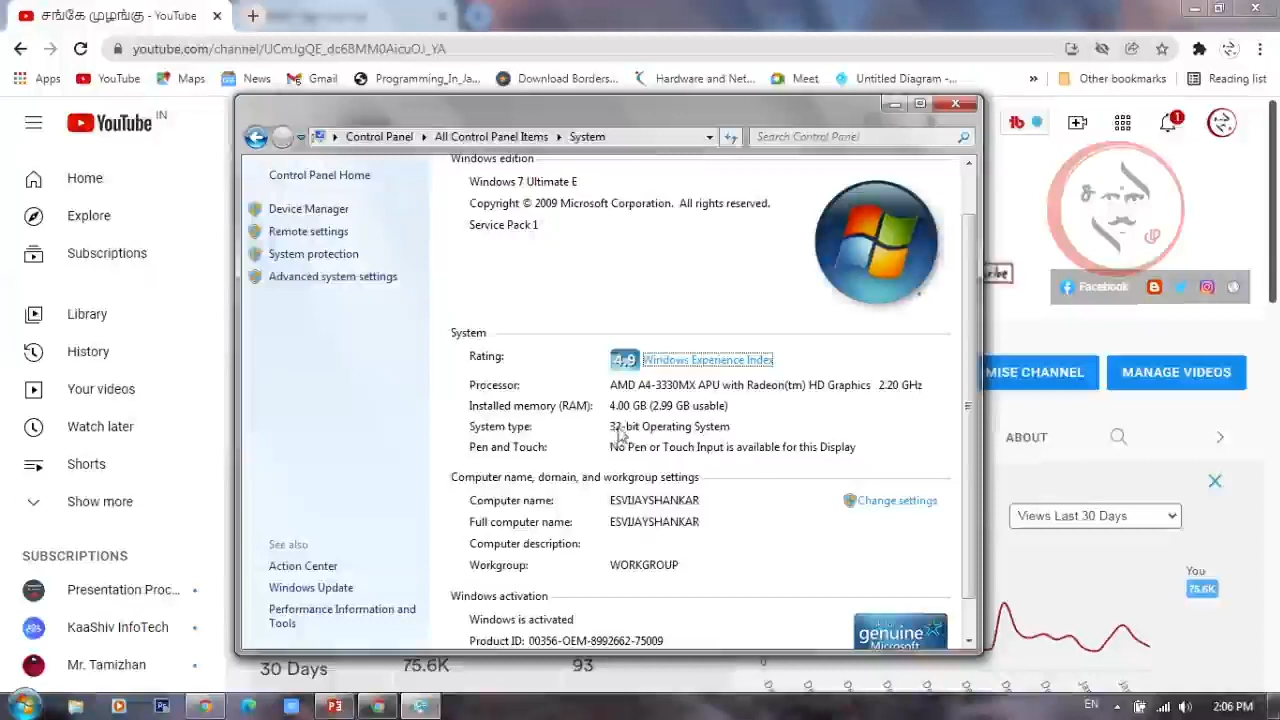 சங்கே முழங்கு - YouTube
youtube.com/channel/UCmJgQE_dc68MM0AicuOJ_YA
Apps
YouTube
Maps
News
Gmail
Programming_In_Ja...
Download Borders...
Hardware and Net...
Meet
Untitled Diagram -...
»
Other bookmarks
Reading list
YouTube IN
1
Home
Explore
Subscriptions
Library
History
Your videos
Watch later
Shorts
Show more
SUBSCRIPTIONS
Presentation Proc...
KaaShiv InfoTech
Mr. Tamizhan
Control Panel
All Control Panel Items
System
Search Control Panel
Control Panel Home
Device Manager
Remote settings
System protection
Advanced system settings
See also
Action Center
Windows Update
Performance Information and
Tools
Windows edition
Windows 7 Ultimate E
Copyright © 2009 Microsoft Corporation. All rights reserved.
Service Pack 1
System
Rating: 4.9 Windows Experience Index
Processor: AMD A4-3330MX APU with Radeon(tm) HD Graphics 2.20 GHz
Installed memory (RAM): 4.00 GB (2.99 GB usable)
System type: 32-bit Operating System
Pen and Touch: No Pen or Touch Input is available for this Display
Computer name, domain, and workgroup settings
Computer name: ESVIJAYSHANKAR
Change settings
Full computer name: ESVIJAYSHANKAR
Computer description:
Workgroup: WORKGROUP
Windows activation
Windows is activated
Product ID: 00356-OEM-8992662-75009
genuine
Microsoft
Facebook
MISE CHANNEL
MANAGE VIDEOS
ABOUT
Views Last 30 Days
You
75.6K
30 Days
75.6K
93
0
2:06 PM